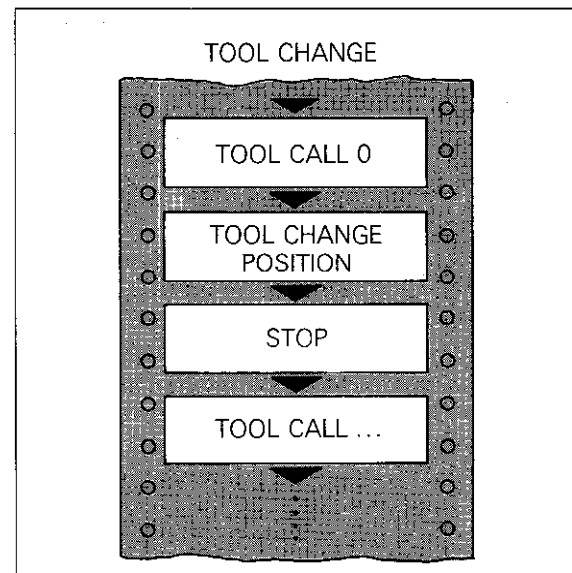 TOOL CHANGE
TOOL CALL 0
TOOL CHANGE
POSITION
STOP
TOOL CALL ...